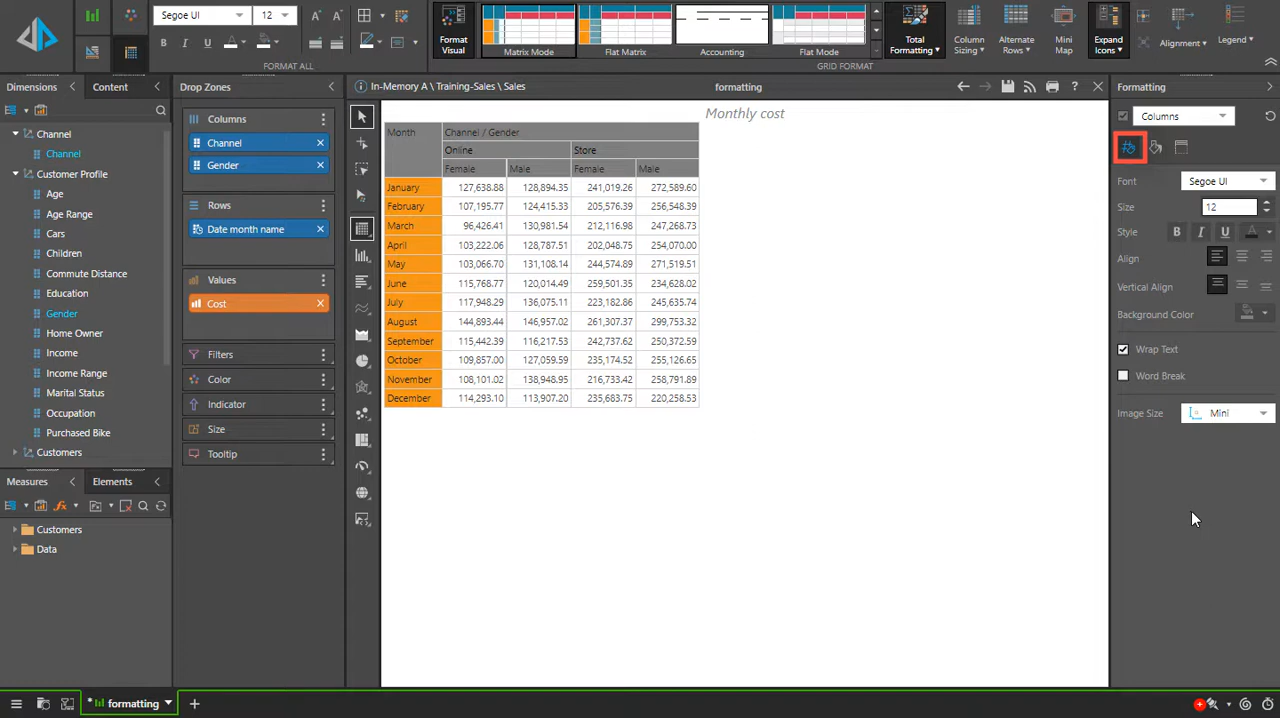 Segoe UI
12
B I U A
FORMAT ALL
Format Visual
Matrix Mode
Flat Matrix
Accounting
Flat Mode
GRID FORMAT
Total Formatting
Column Sizing
Alternate Rows
Mini Map
Expand Icons
Alignment
Legend
Dimensions
Content
Channel
Channel
Customer Profile
Age
Age Range
Cars
Children
Commute Distance
Education
Gender
Home Owner
Income
Income Range
Marital Status
Occupation
Purchased Bike
Customers
Measures
Elements
Customers
Data
Drop Zones
Columns
Channel
Gender
Rows
Date month name
Values
Cost
Filters
Color
Indicator
Size
Tooltip
In-Memory A \ Training-Sales \ Sales
formatting
Monthly cost
Month Channel / Gender
Online Store
Female Male Female Male
January 127,638.88 128,894.35 241,019.26 272,589.60
February 107,195.77 124,415.33 205,576.39 256,548.39
March 96,426.41 130,981.54 212,116.98 247,268.73
April 103,222.06 128,787.51 202,048.75 254,070.00
May 103,066.70 131,108.14 244,574.89 271,519.51
June 115,768.77 120,014.49 259,501.35 234,628.02
July 117,948.29 136,075.11 223,182.86 245,635.74
August 144,893.44 146,957.02 261,307.37 299,753.32
September 115,442.39 116,217.53 242,737.62 250,372.59
October 109,857.00 127,059.59 235,174.52 255,126.65
November 108,101.02 138,948.95 216,733.42 258,791.89
December 114,293.10 113,907.20 235,683.75 220,258.53
Formatting
Columns
Font Segoe UI
Size 12
Style B I U A
Align
Vertical Align
Background Color
Wrap Text
Word Break
Image Size Mini
* formatting